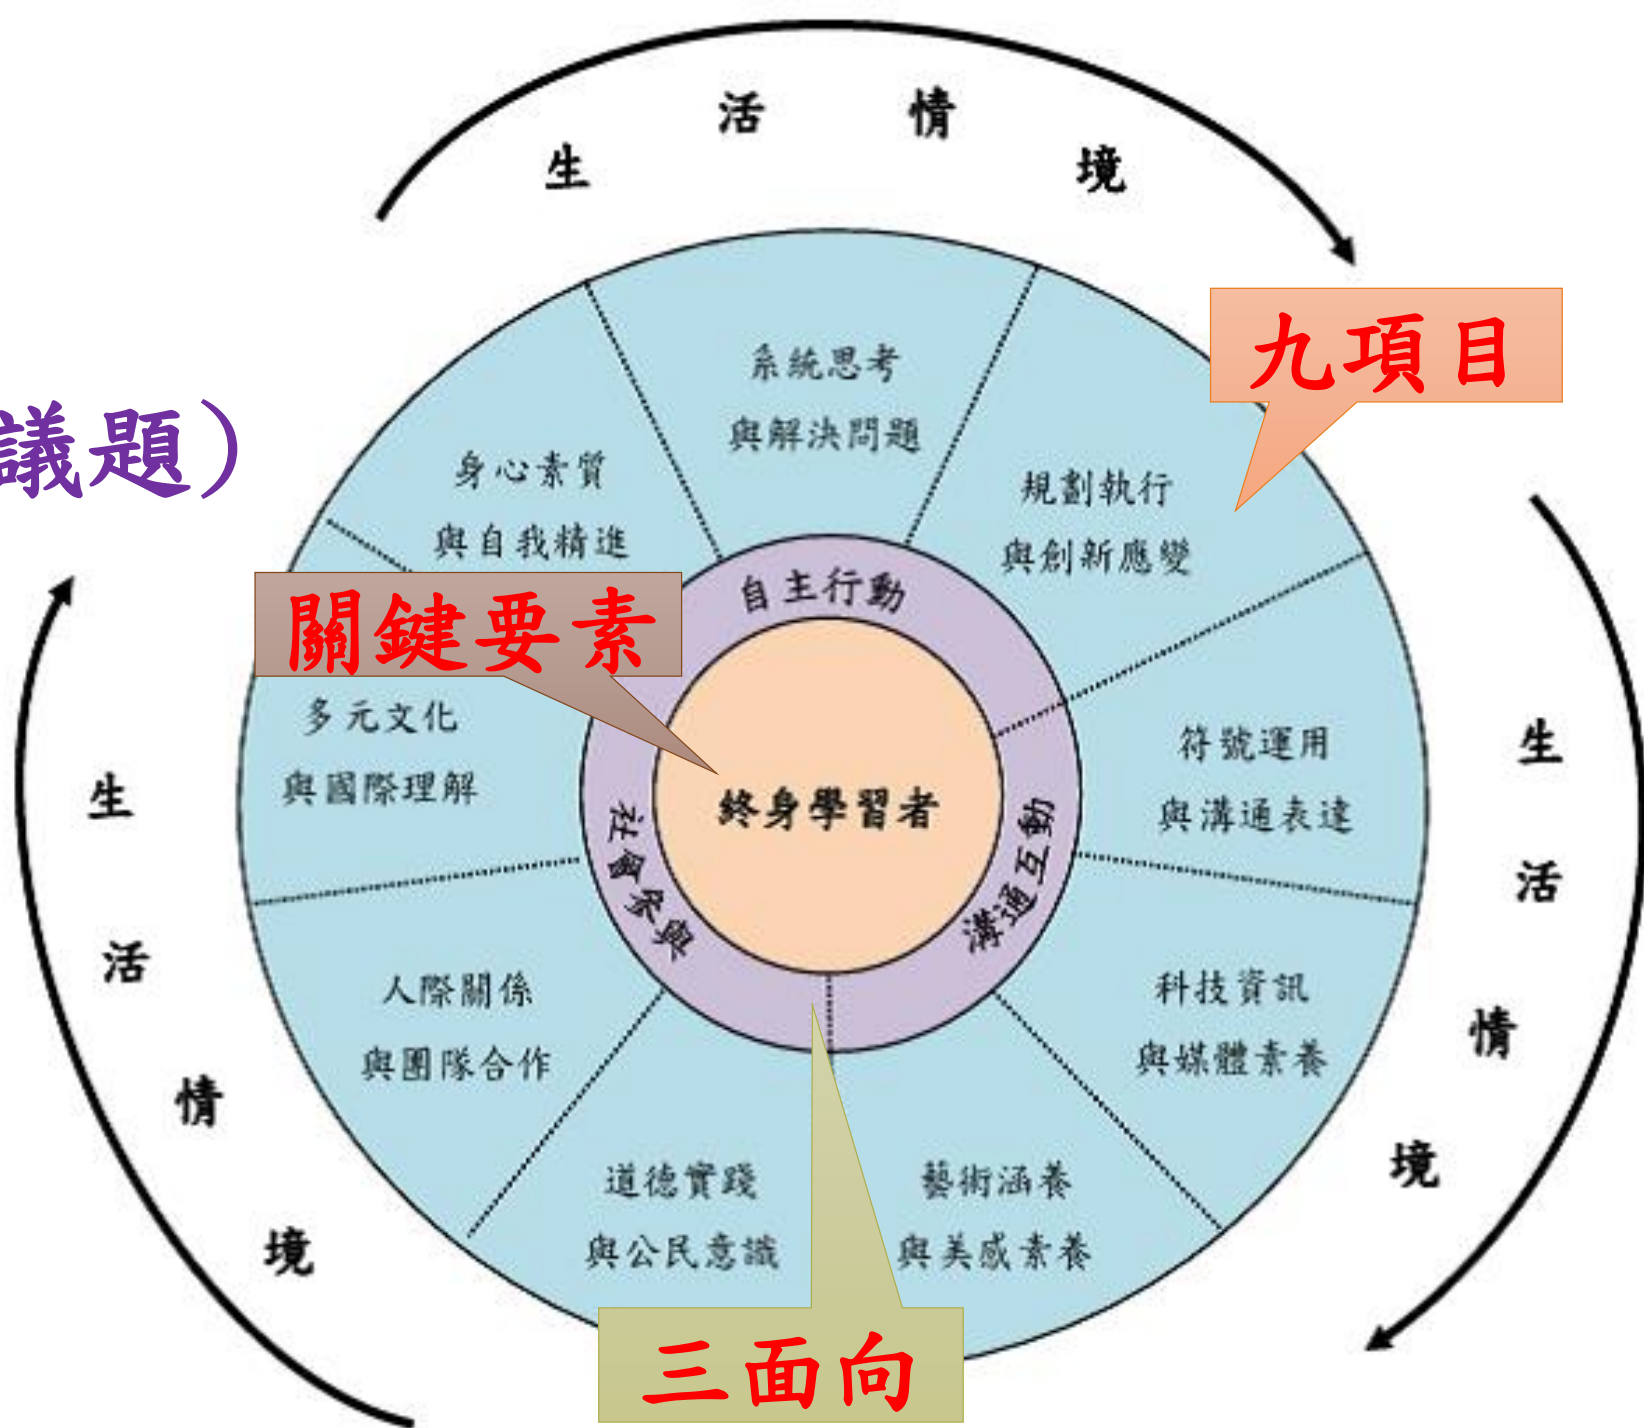 生活情境
九項目
議題）
系統思考
與解決問題
身心素質
與自我精進
規劃執行
與創新應變
自主行動
關鍵要素
多元文化
與國際理解
終身學習者
符號運用
與溝通表達
社會參與
溝通互動
生活情境
生活情境
人際關係
與團隊合作
科技資訊
與媒體素養
道德實踐
與公民意識
藝術涵養
與美感素養
三面向